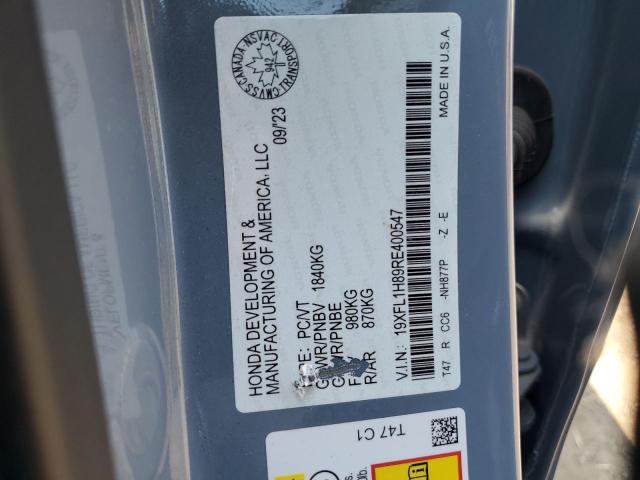 HONDA DEVELOPMENT &
MANUFACTURING OF AMERICA, LLC 09/'23
CMVSS-CANADA-NSVAC
TRANSPORT
942
PC/VT
GVWR/PNBV 1840KG
GAWR/PNBE
980KG
R/AR 870KG
V.I.N.: 19XFL1H89RE400547
MADE IN U.S.A.
T47 R CC6 -NH877P -Z -E
T47 C1